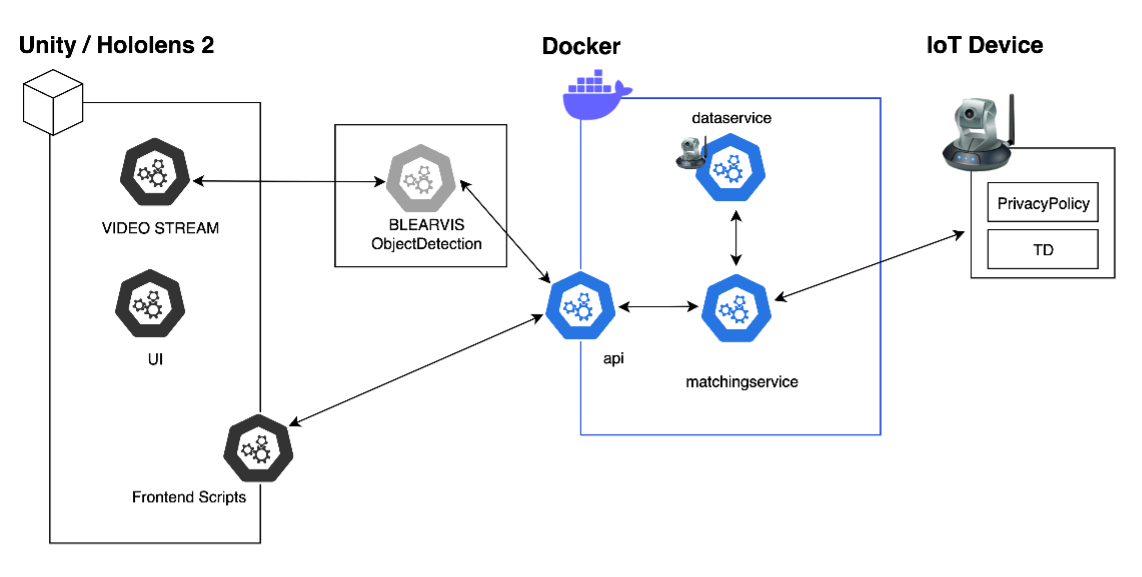 Unity / Hololens 2
Docker
IoT Device
dataservice
PrivacyPolicy
TD
VIDEO STREAM
BLEARVIS
ObjectDetection
UI
api
matchingservice
Frontend Scripts